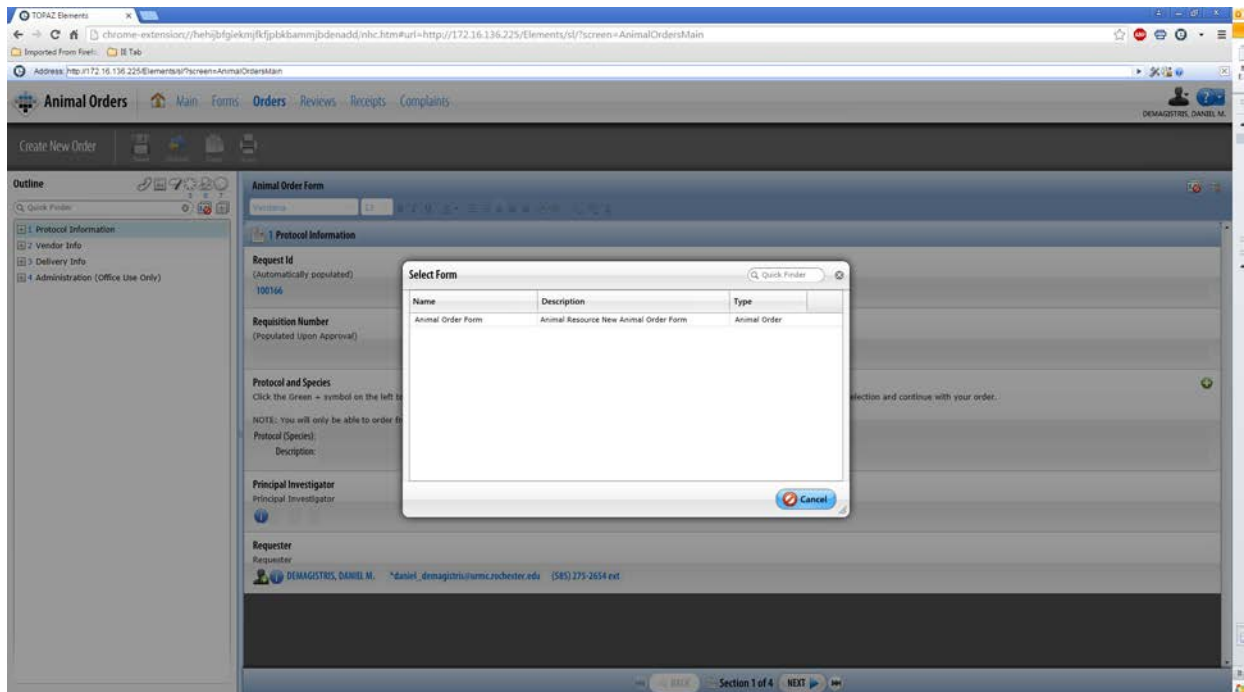 TOPAZ Elements
chrome-extension://hehijbfgiekmjfkfjpbkbammjbdenadd/nhc.htm#url=http://172.16.136.225/Elements/sl/?screen=AnimalOrdersMain
Imported From Firefox IE Tab
Address: http://172.16.136.225/Elements/sl/?screen=AnimalOrdersMain
Animal Orders Main Forms Orders Reviews Receipts Complaints
DEMAGISTRIS, DANIEL M.
Create New Order
Outline
Quick Finder
1 Protocol Information
2 Vendor Info
3 Delivery Info
4 Administration (Office Use Only)
Animal Order Form
Verdana 13
1 Protocol Information
Request Id
(Automatically populated)
100166
Requisition Number
(Populated Upon Approval)
Protocol and Species
Click the Green + symbol on the left to
election and continue with your order.
NOTE: You will only be able to order fr
Protocol (Species):
Description:
Principal Investigator
Principal Investigator
Requester
Requester
DEMAGISTRIS, DANIEL M. *daniel_demagistris@urmc.rochester.edu (585) 275-2654 ext
Select Form
Quick Finder
Name Description Type
Animal Order Form Animal Resource New Animal Order Form Animal Order
Cancel
BACK Section 1 of 4 NEXT